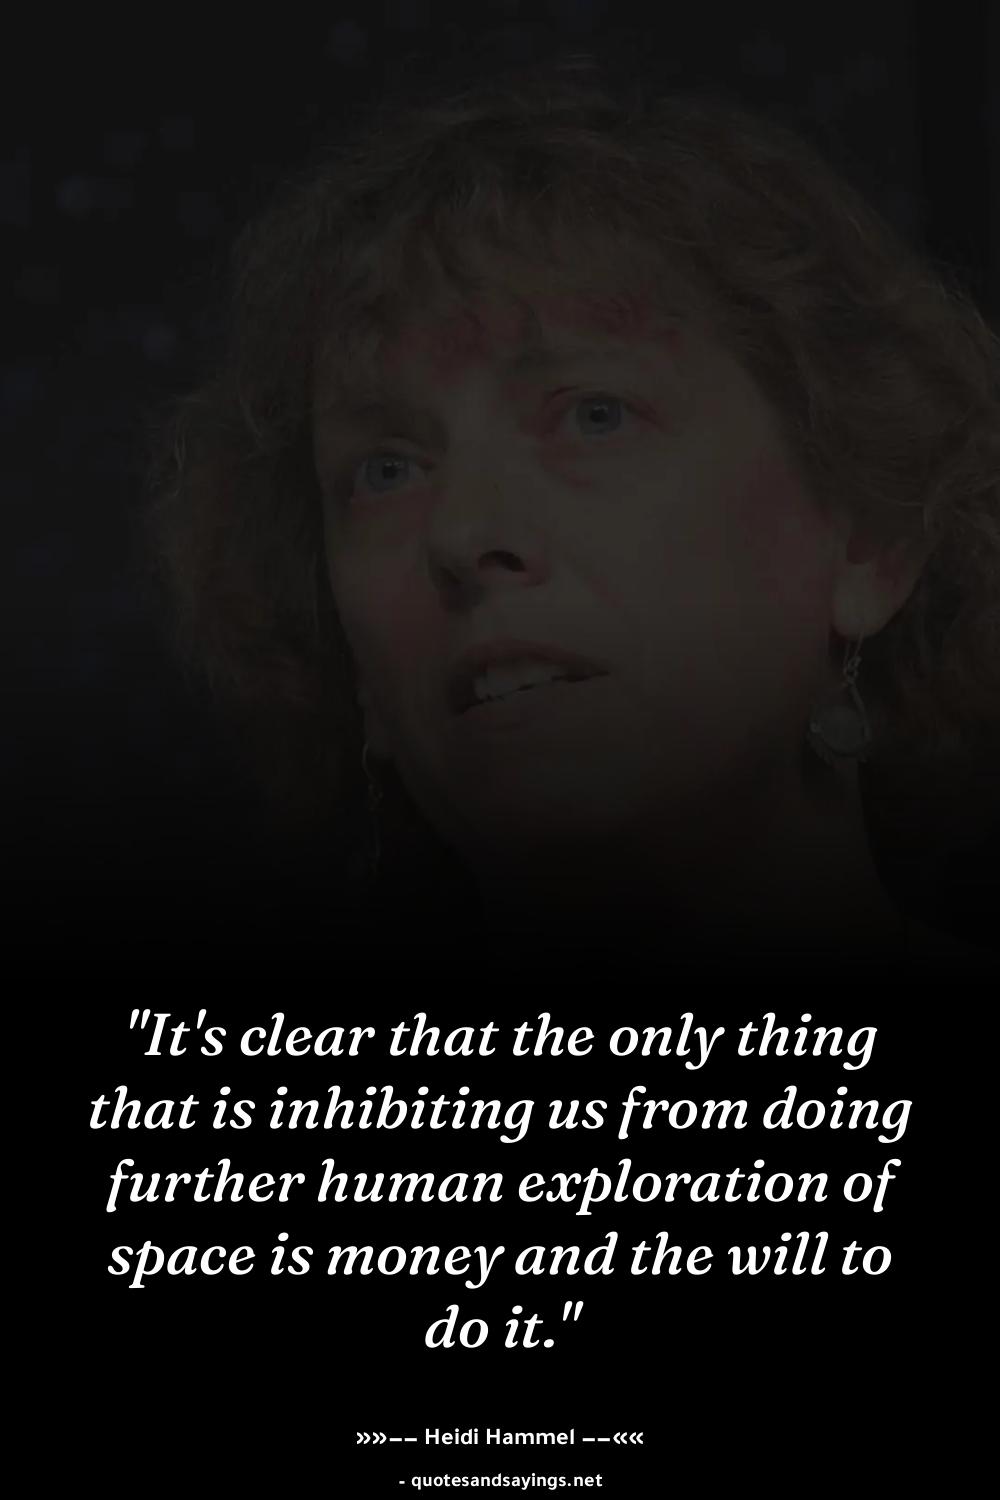 "It's clear that the only thing
that is inhibiting us from doing
further human exploration of
space is money and the will to
do it."
»»–– Heidi Hammel ––««
- quotesandsayings.net